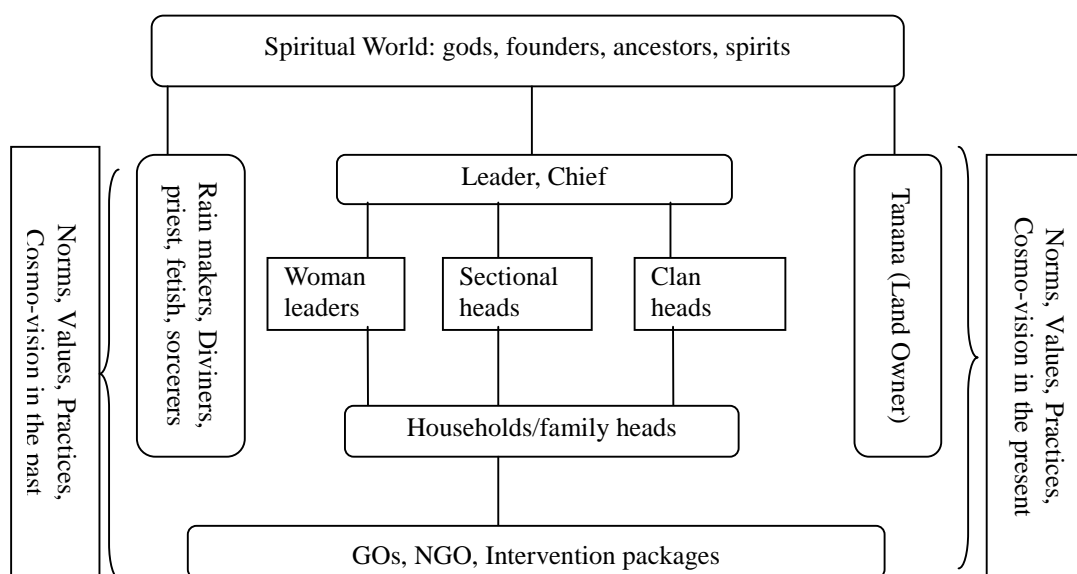 Spiritual World: gods, founders, ancestors, spirits
Norms, Values, Practices,
Cosmo-vision in the past
Rain makers, Diviners,
priest, fetish, sorcerers
Leader, Chief
Woman
leaders
Sectional
heads
Clan
heads
Households/family heads
Tanana (Land Owner)
Norms, Values, Practices,
Cosmo-vision in the present
GOs, NGO, Intervention packages